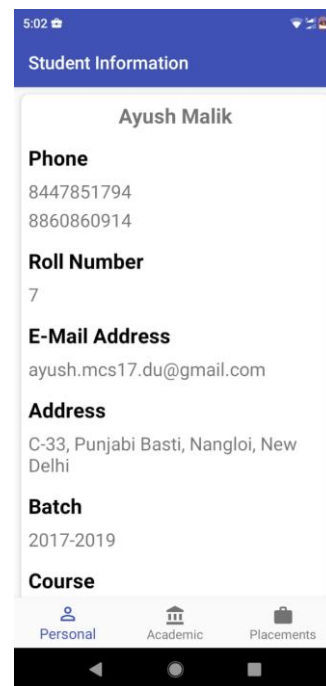 5:02
Student Information
Ayush Malik
Phone
8447851794
8860860914
Roll Number
7
E-Mail Address
ayush.mcs17.du@gmail.com
Address
C-33, Punjabi Basti, Nangloi, New
Delhi
Batch
2017-2019
Course
Personal
Academic
Placements